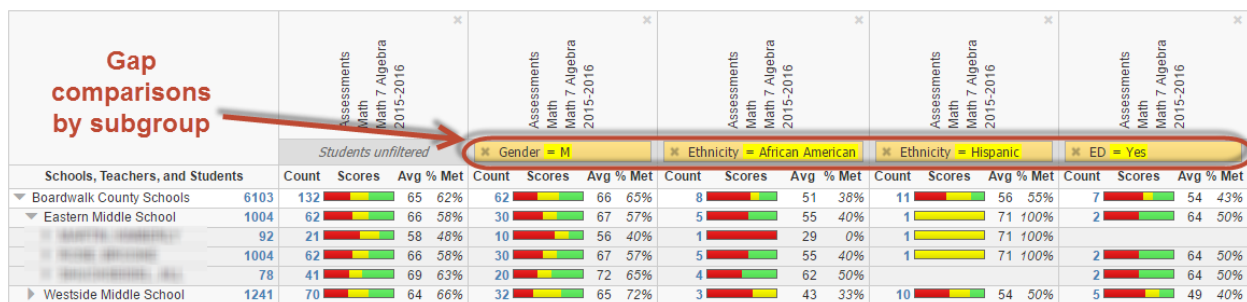 Gap
comparisons
by subgroup
Assessments
Math
Math 7 Algebra
2015-2016
Assessments
Math
Math 7 Algebra
2015-2016
Assessments
Math
Math 7 Algebra
2015-2016
Assessments
Math
Math 7 Algebra
2015-2016
Assessments
Math
Math 7 Algebra
2015-2016
Students unfiltered Gender = M Ethnicity = African American Ethnicity = Hispanic ED = Yes
Schools, Teachers, and Students Count Scores Avg % Met Count Scores Avg % Met Count Scores Avg % Met Count Scores Avg % Met Count Scores Avg % Met
Boardwalk County Schools 6103 132 65 62% 62 66 65% 8 51 38% 11 56 55% 7 54 43%
Eastern Middle School 1004 62 66 58% 30 67 57% 5 55 40% 1 71 100% 2 64 50%
92 21 58 48% 10 56 40% 1 29 0% 1 71 100%
1004 62 66 58% 30 67 57% 5 55 40% 1 71 100% 2 64 50%
78 41 69 63% 20 72 65% 4 62 50% 2 64 50%
Westside Middle School 1241 70 64 66% 32 65 72% 3 43 33% 10 54 50% 5 49 40%